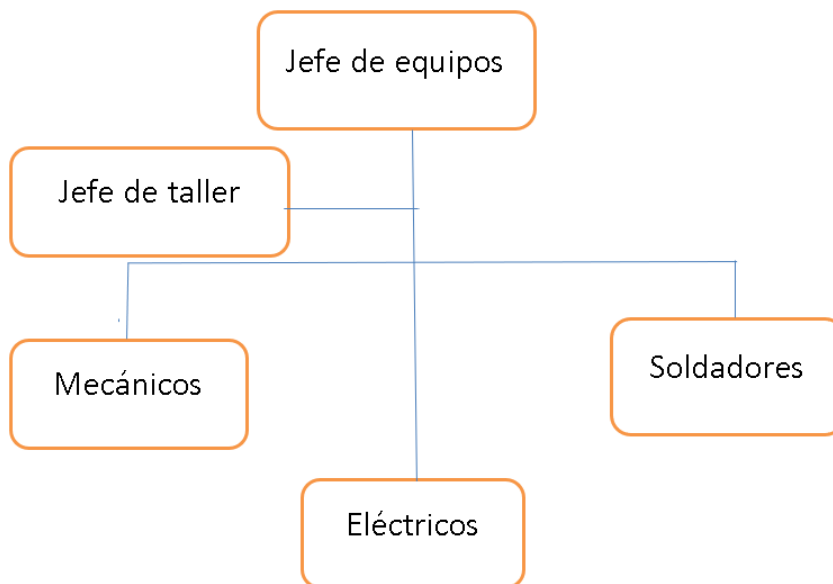 Jefe de equipos
Jefe de taller
Mecánicos
Soldadores
Eléctricos